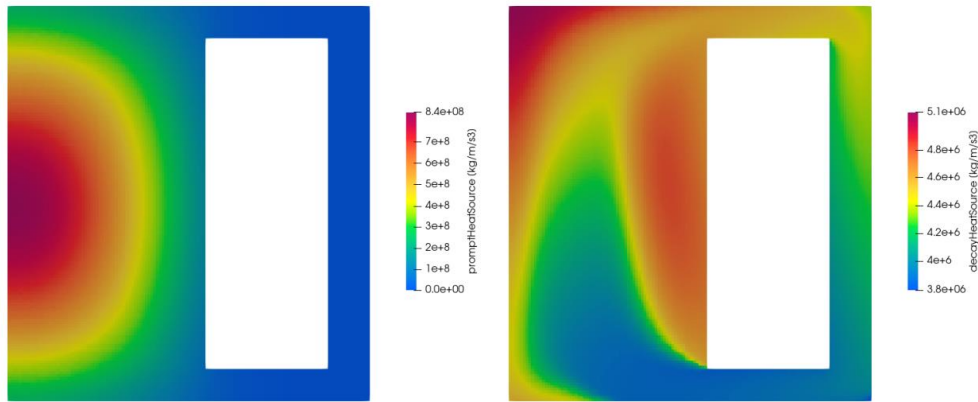 8.4e+08
7e+8
6e+8
5e+8
4e+8
3e+8
2e+8
1e+8
0.0e+00
promptHeatSource (kg/m/s3)
5.1e+06
4.8e+6
4.6e+6
4.4e+6
4.2e+6
4e+6
3.8e+06
decayHeatSource (kg/m/s3)